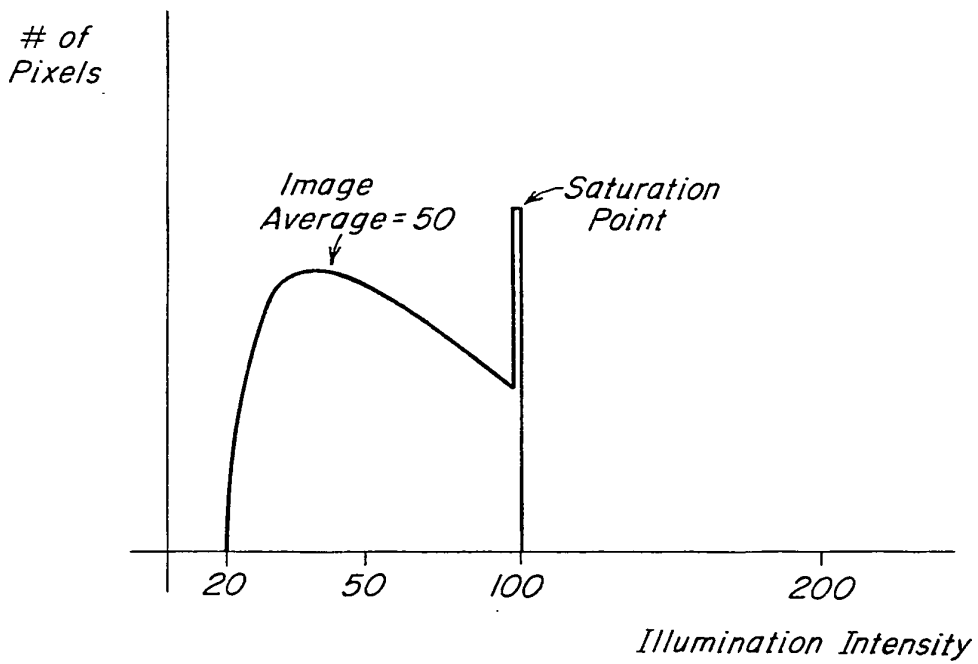 # of
Pixels
Image
Average = 50
Saturation
Point
20
50
100
200
Illumination Intensity